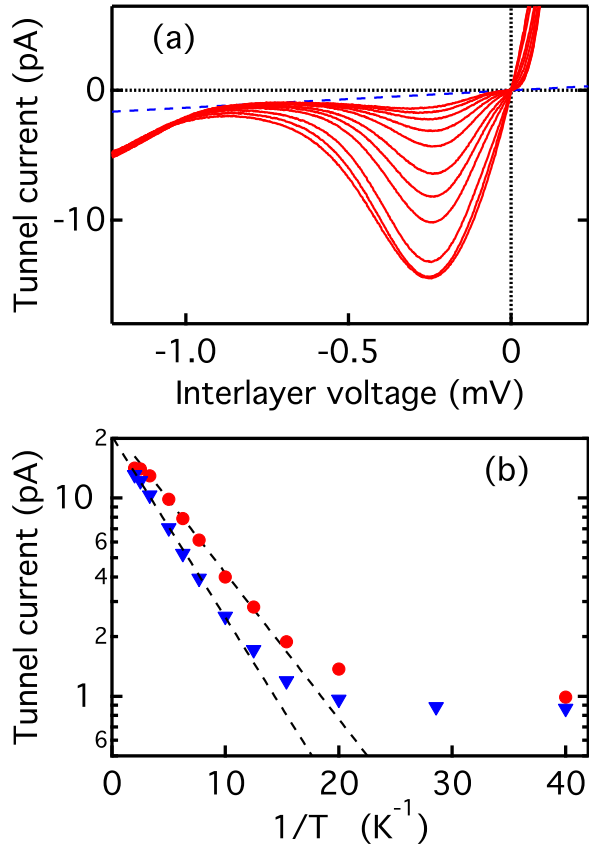 (a)
Tunnel current (pA)
0
-10
-1.0
-0.5
0
Interlayer voltage (mV)
(b)
Tunnel current (pA)
2
10
6
4
2
1
6
0
10
20
30
40
1/T (K⁻¹)